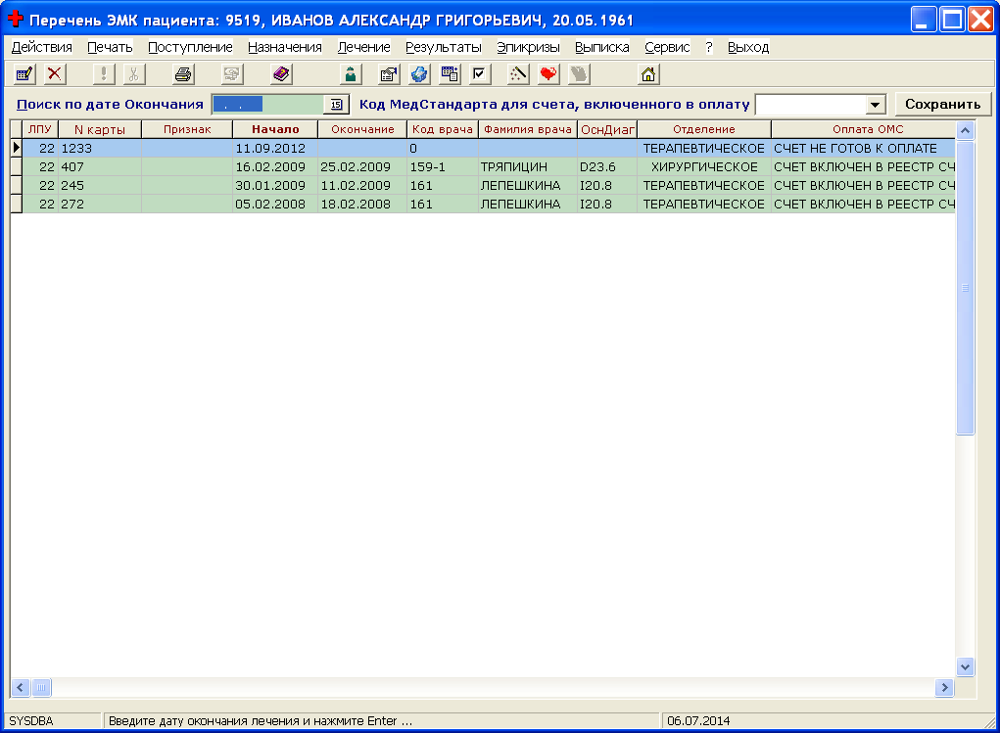 Перечень ЭМК пациента: 9519, ИВАНОВ АЛЕКСАНДР ГРИГОРЬЕВИЧ, 20.05.1961
Действия Печать Поступление Назначения Лечение Результаты Эпикризы Выписка Сервис ? Выход
Поиск по дате Окончания . . 15 Код МедСтандарта для счета, включенного в оплату Сохранить
ЛПУ N карты Признак Начало Окончание Код врача Фамилия врача ОснДиаг Отделение Оплата ОМС
22 1233 11.09.2012 0 ТЕРАПЕВТИЧЕСКОЕ СЧЕТ НЕ ГОТОВ К ОПЛАТЕ
22 407 16.02.2009 25.02.2009 159-1 ТРЯПИЦИН D23.6 ХИРУРГИЧЕСКОЕ СЧЕТ ВКЛЮЧЕН В РЕЕСТР СЧ
22 245 30.01.2009 11.02.2009 161 ЛЕПЕШКИНА I20.8 ТЕРАПЕВТИЧЕСКОЕ СЧЕТ ВКЛЮЧЕН В РЕЕСТР СЧ
22 272 05.02.2008 18.02.2008 161 ЛЕПЕШКИНА I20.8 ТЕРАПЕВТИЧЕСКОЕ СЧЕТ ВКЛЮЧЕН В РЕЕСТР СЧ
SYSDBA Введите дату окончания лечения и нажмите Enter ... 06.07.2014